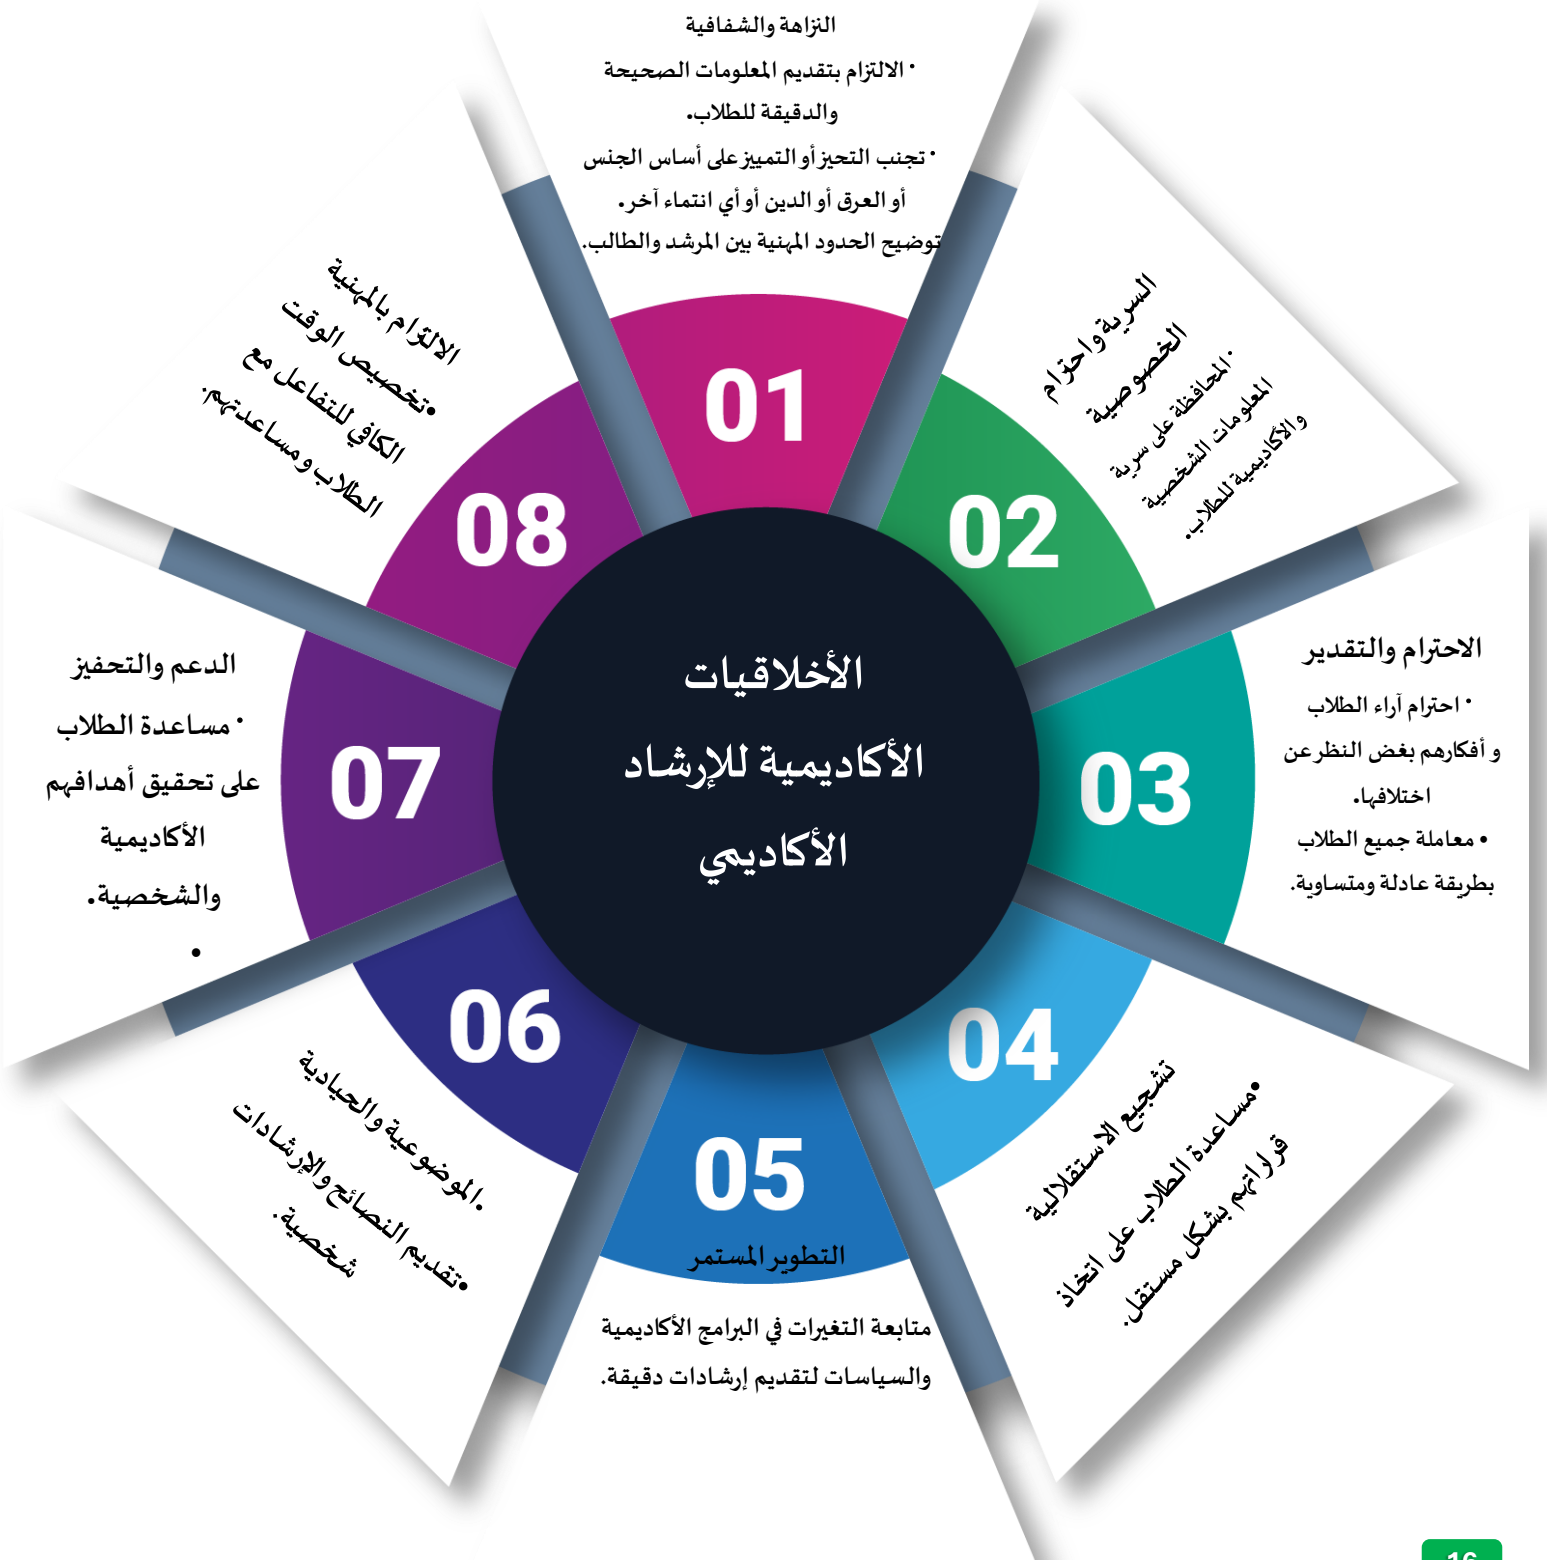 الأخلاقيات
الأكاديمية للإرشاد
الأكاديمي
01
النزاهة والشفافية
• الالتزام بتقديم المعلومات الصحيحة
والدقيقة للطلاب.
• تجنب التحيز أو التمييز على أساس الجنس
أو العرق أو الدين أو أي انتماء آخر.
توضيح الحدود المهنية بين المرشد والطالب.
02
السرية واحترام
الخصوصية
• المحافظة على سرية
المعلومات الشخصية
والأكاديمية للطلاب.
03
الاحترام والتقدير
• احترام آراء الطلاب
و أفكارهم بغض النظر عن
اختلافها.
• معاملة جميع الطلاب
بطريقة عادلة ومتساوية.
04
تشجيع الاستقلالية
•مساعدة الطلاب على اتخاذ
قراراتهم بشكل مستقل.
05
التطوير المستمر
متابعة التغيرات في البرامج الأكاديمية
والسياسات لتقديم إرشادات دقيقة.
06
•الموضوعية والحيادية
•تقديم النصائح والإرشادات
شخصية.
07
الدعم والتحفيز
• مساعدة الطلاب
على تحقيق أهدافهم
الأكاديمية
والشخصية.
•
08
الالتزام بالمهنية
•تخصيص الوقت
الكافي للتفاعل مع
الطلاب ومساعدتهم.
16